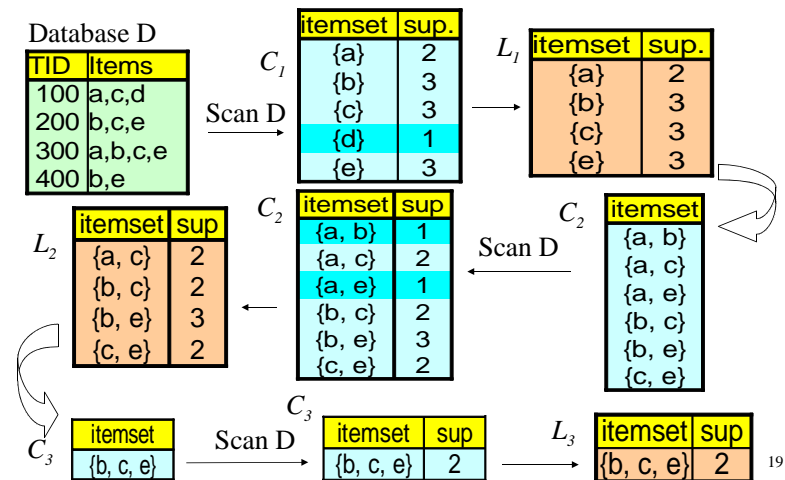 Database D
TID Items
100 a,c,d
200 b,c,e
300 a,b,c,e
400 b,e
Scan D
C1
itemset sup.
{a} 2
{b} 3
{c} 3
{d} 1
{e} 3
L1
itemset sup.
{a} 2
{b} 3
{c} 3
{e} 3
C2
itemset
{a, b}
{a, c}
{a, e}
{b, c}
{b, e}
{c, e}
Scan D
C2
itemset sup
{a, b} 1
{a, c} 2
{a, e} 1
{b, c} 2
{b, e} 3
{c, e} 2
L2
itemset sup
{a, c} 2
{b, c} 2
{b, e} 3
{c, e} 2
C3
itemset
{b, c, e}
Scan D
C3
itemset sup
{b, c, e} 2
L3
itemset sup
{b, c, e} 2
19